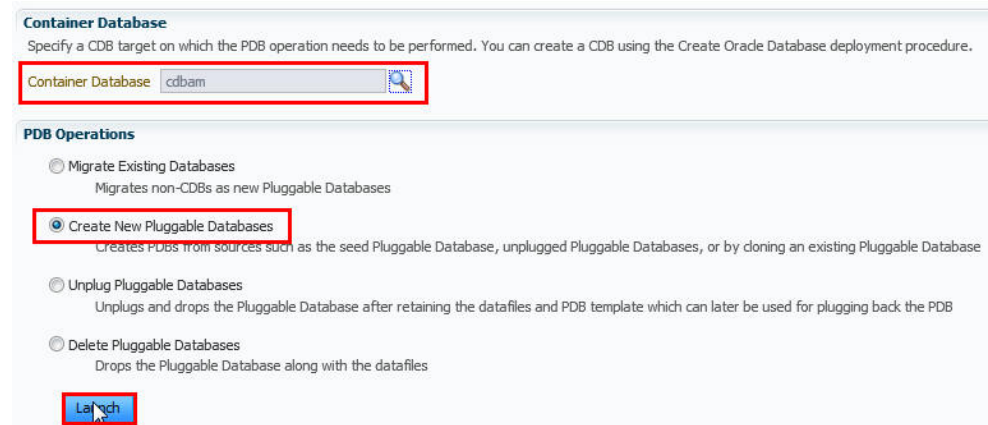 Container Database
Specify a CDB target on which the PDB operation needs to be performed. You can create a CDB using the Create Oracle Database deployment procedure.
Container Database cdbam
PDB Operations
Migrate Existing Databases
Migrates non-CDBs as new Pluggable Databases
Create New Pluggable Databases
Creates PDBs from sources such as the seed Pluggable Database, unplugged Pluggable Databases, or by cloning an existing Pluggable Database
Unplug Pluggable Databases
Unplugs and drops the Pluggable Database after retaining the datafiles and PDB template which can later be used for plugging back the PDB
Delete Pluggable Databases
Drops the Pluggable Database along with the datafiles
Launch